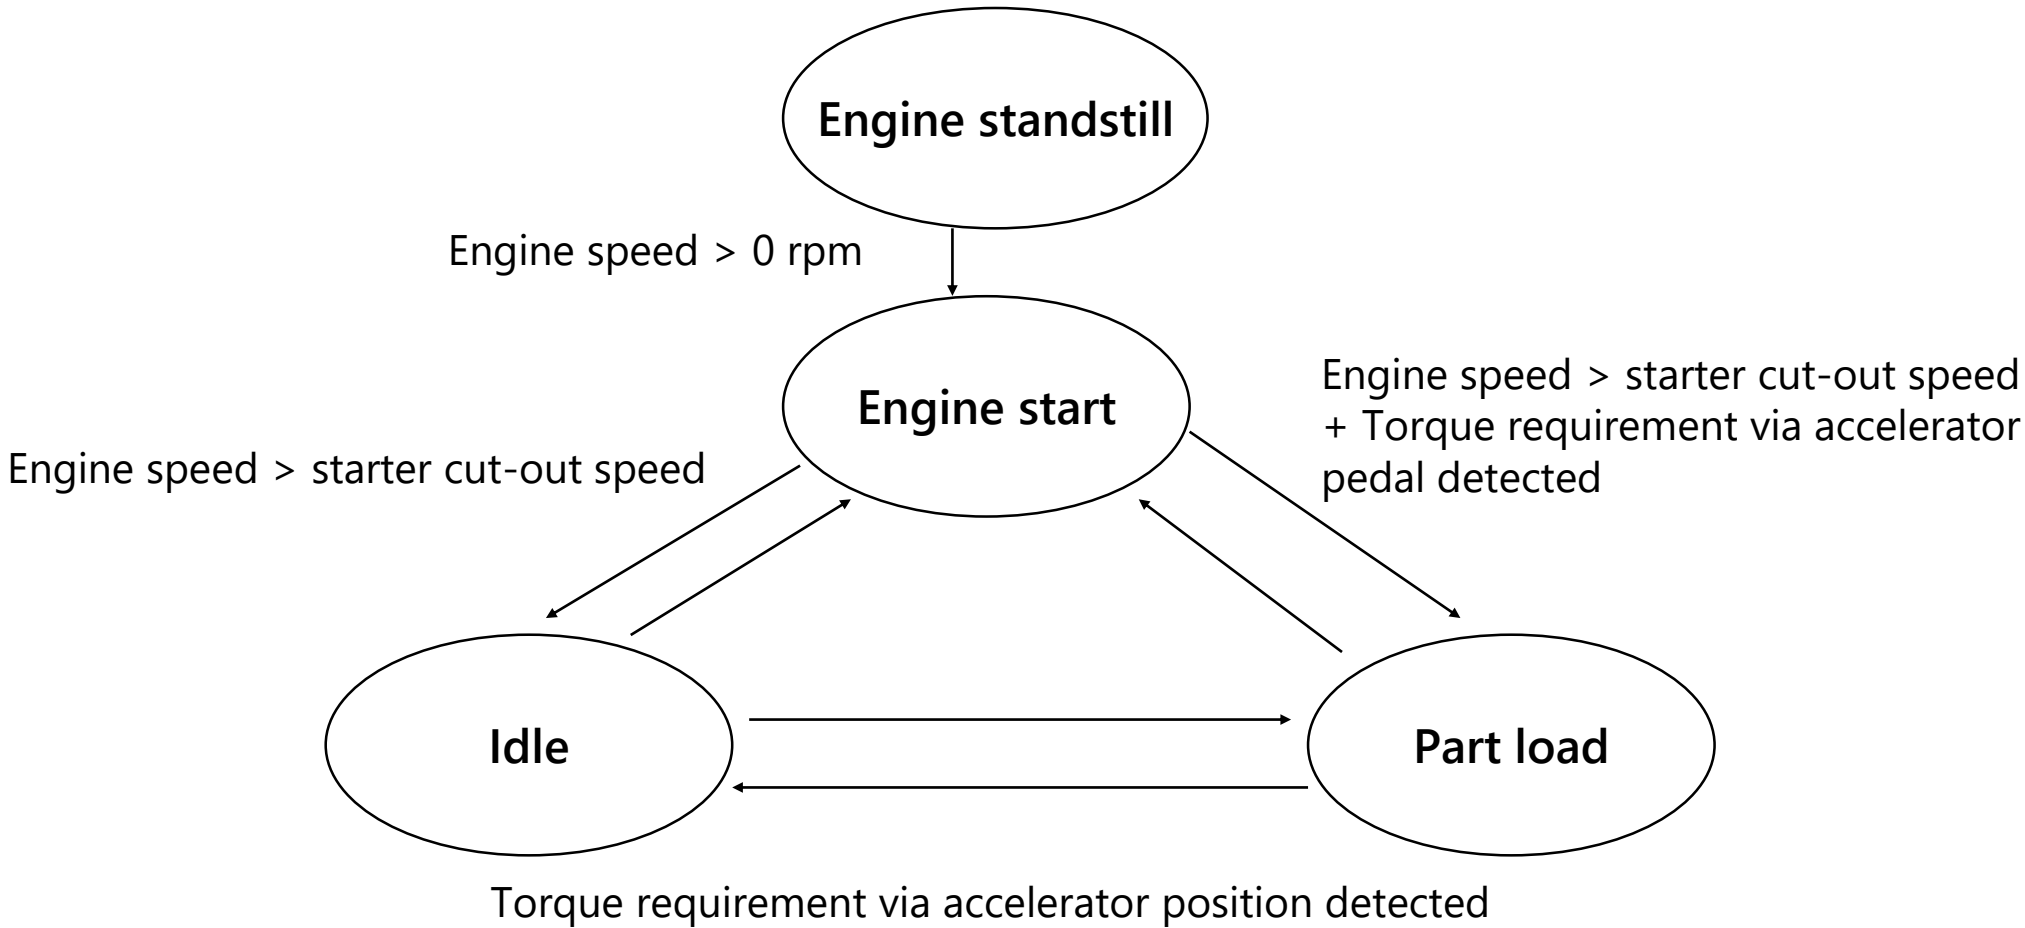 Engine standstill
Engine speed > 0 rpm
Engine start
Engine speed > starter cut-out speed
+ Torque requirement via accelerator
pedal detected
Engine speed > starter cut-out speed
Idle
Part load
Torque requirement via accelerator position detected